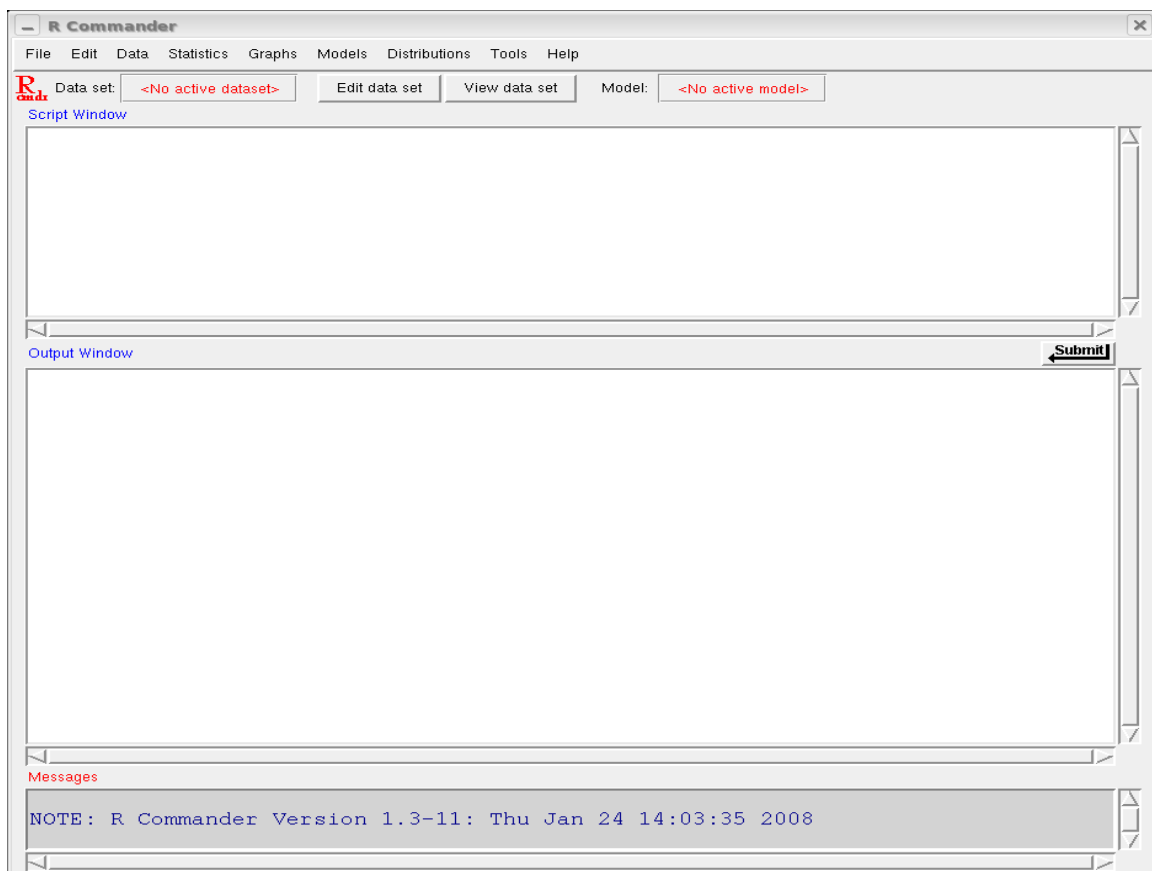 R Commander
File Edit Data Statistics Graphs Models Distributions Tools Help
R cmdr Data set: <No active dataset> Edit data set View data set Model: <No active model>
Script Window
Output Window Submit
Messages
NOTE: R Commander Version 1.3-11: Thu Jan 24 14:03:35 2008